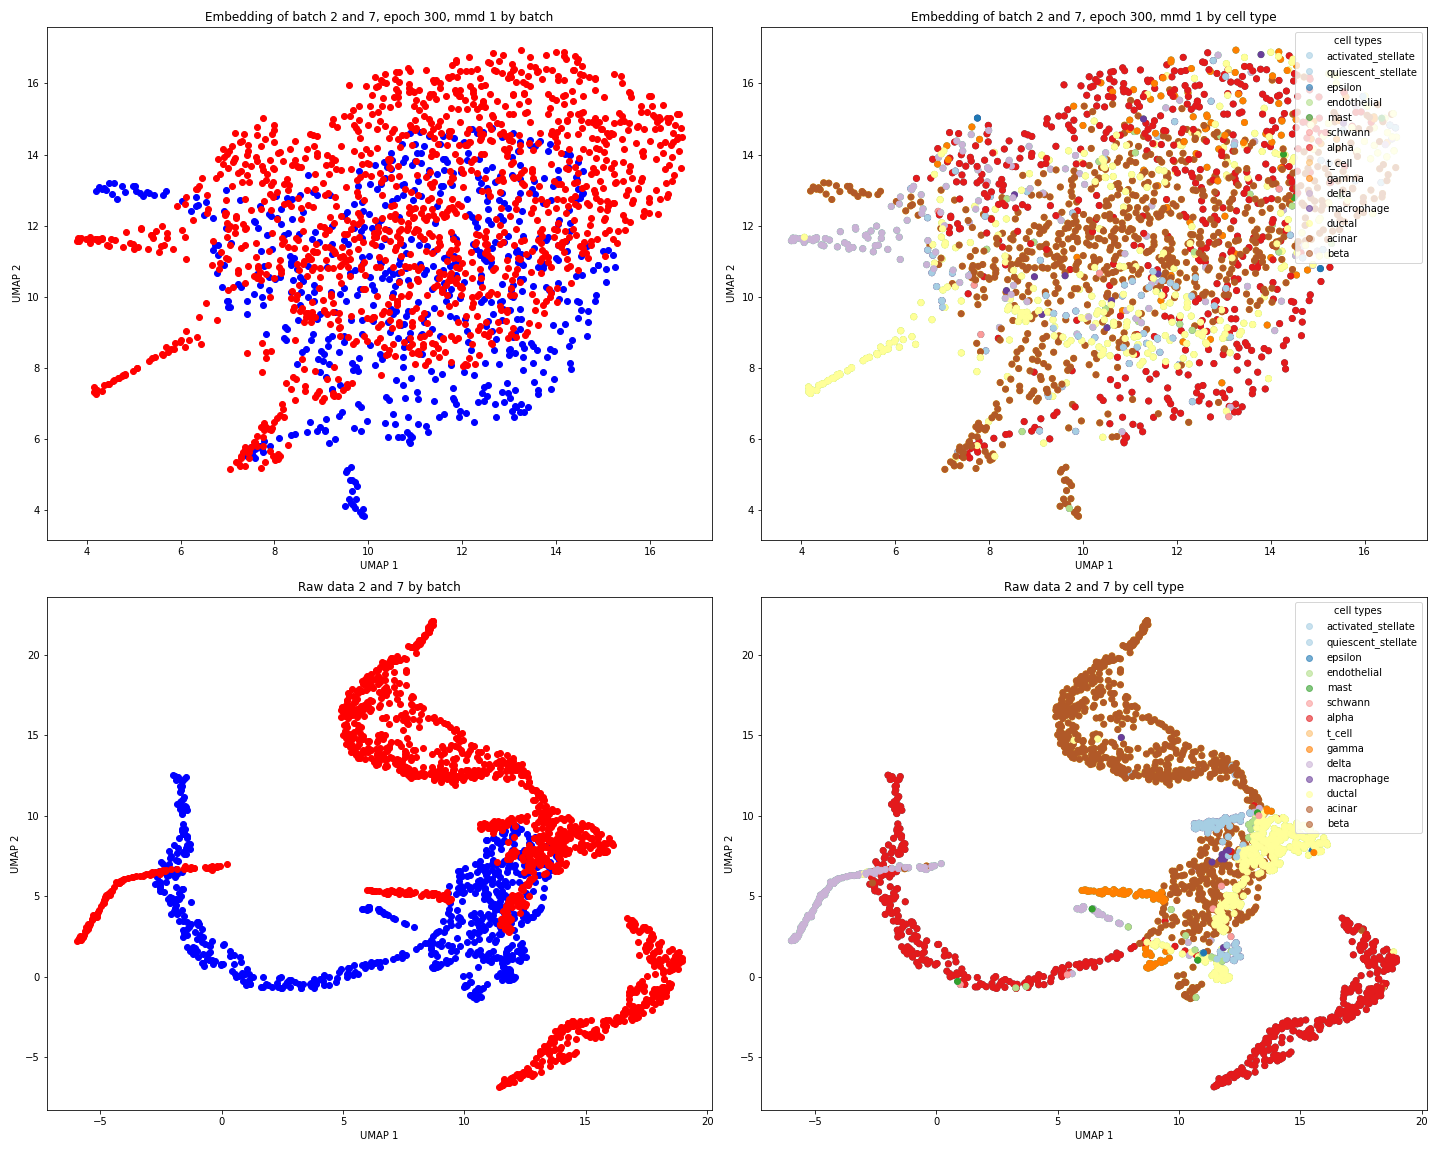 Embedding of batch 2 and 7, epoch 300, mmd 1 by batch
UMAP 2
16
14
12
10
8
6
4
4 6 8 10 12 14 16
UMAP 1
Embedding of batch 2 and 7, epoch 300, mmd 1 by cell type
UMAP 2
16
14
12
10
8
6
4
4 6 8 10 12 14 16
UMAP 1
cell types
activated_stellate
quiescent_stellate
epsilon
endothelial
mast
schwann
alpha
t_cell
gamma
delta
macrophage
ductal
acinar
beta
Raw data 2 and 7 by batch
UMAP 2
20
15
10
5
0
−5
−5 0 5 10 15 20
UMAP 1
Raw data 2 and 7 by cell type
UMAP 2
20
15
10
5
0
−5
−5 0 5 10 15 20
UMAP 1
cell types
activated_stellate
quiescent_stellate
epsilon
endothelial
mast
schwann
alpha
t_cell
gamma
delta
macrophage
ductal
acinar
beta